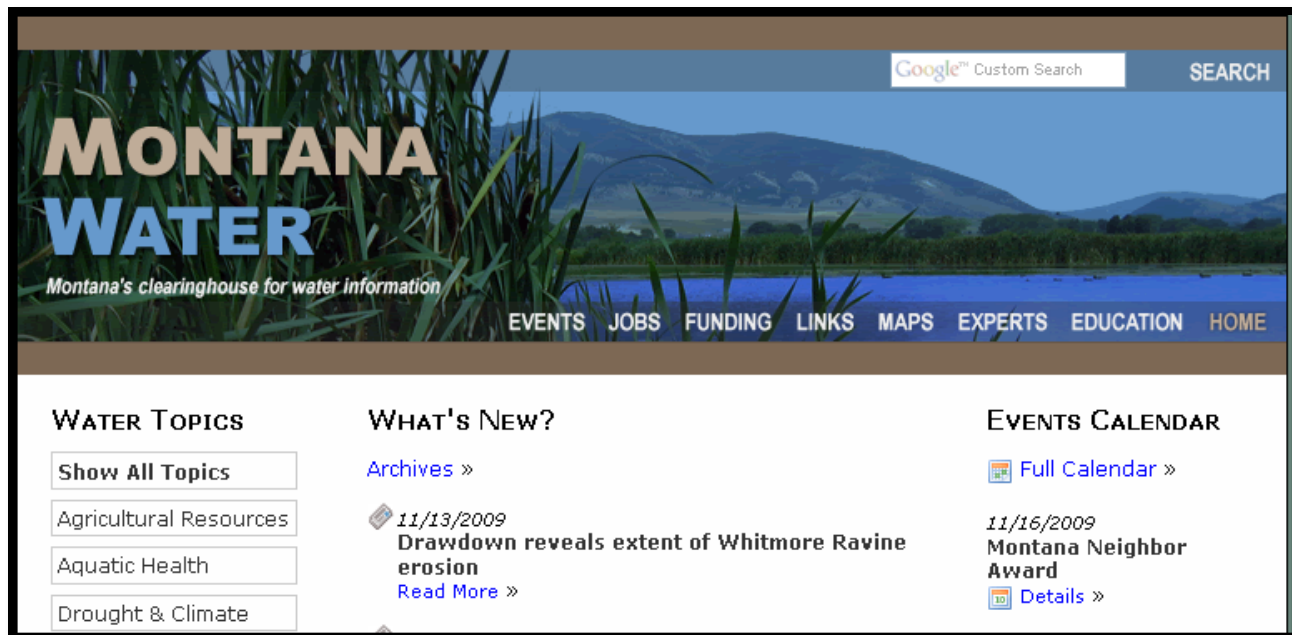 Google™ Custom Search
SEARCH
MONTANA
WATER
Montana's clearinghouse for water information
EVENTS JOBS FUNDING LINKS MAPS EXPERTS EDUCATION HOME
WATER TOPICS
Show All Topics
Agricultural Resources
Aquatic Health
Drought & Climate
WHAT'S NEW?
Archives »
11/13/2009
Drawdown reveals extent of Whitmore Ravine
erosion
Read More »
EVENTS CALENDAR
Full Calendar »
11/16/2009
Montana Neighbor
Award
10
Details »